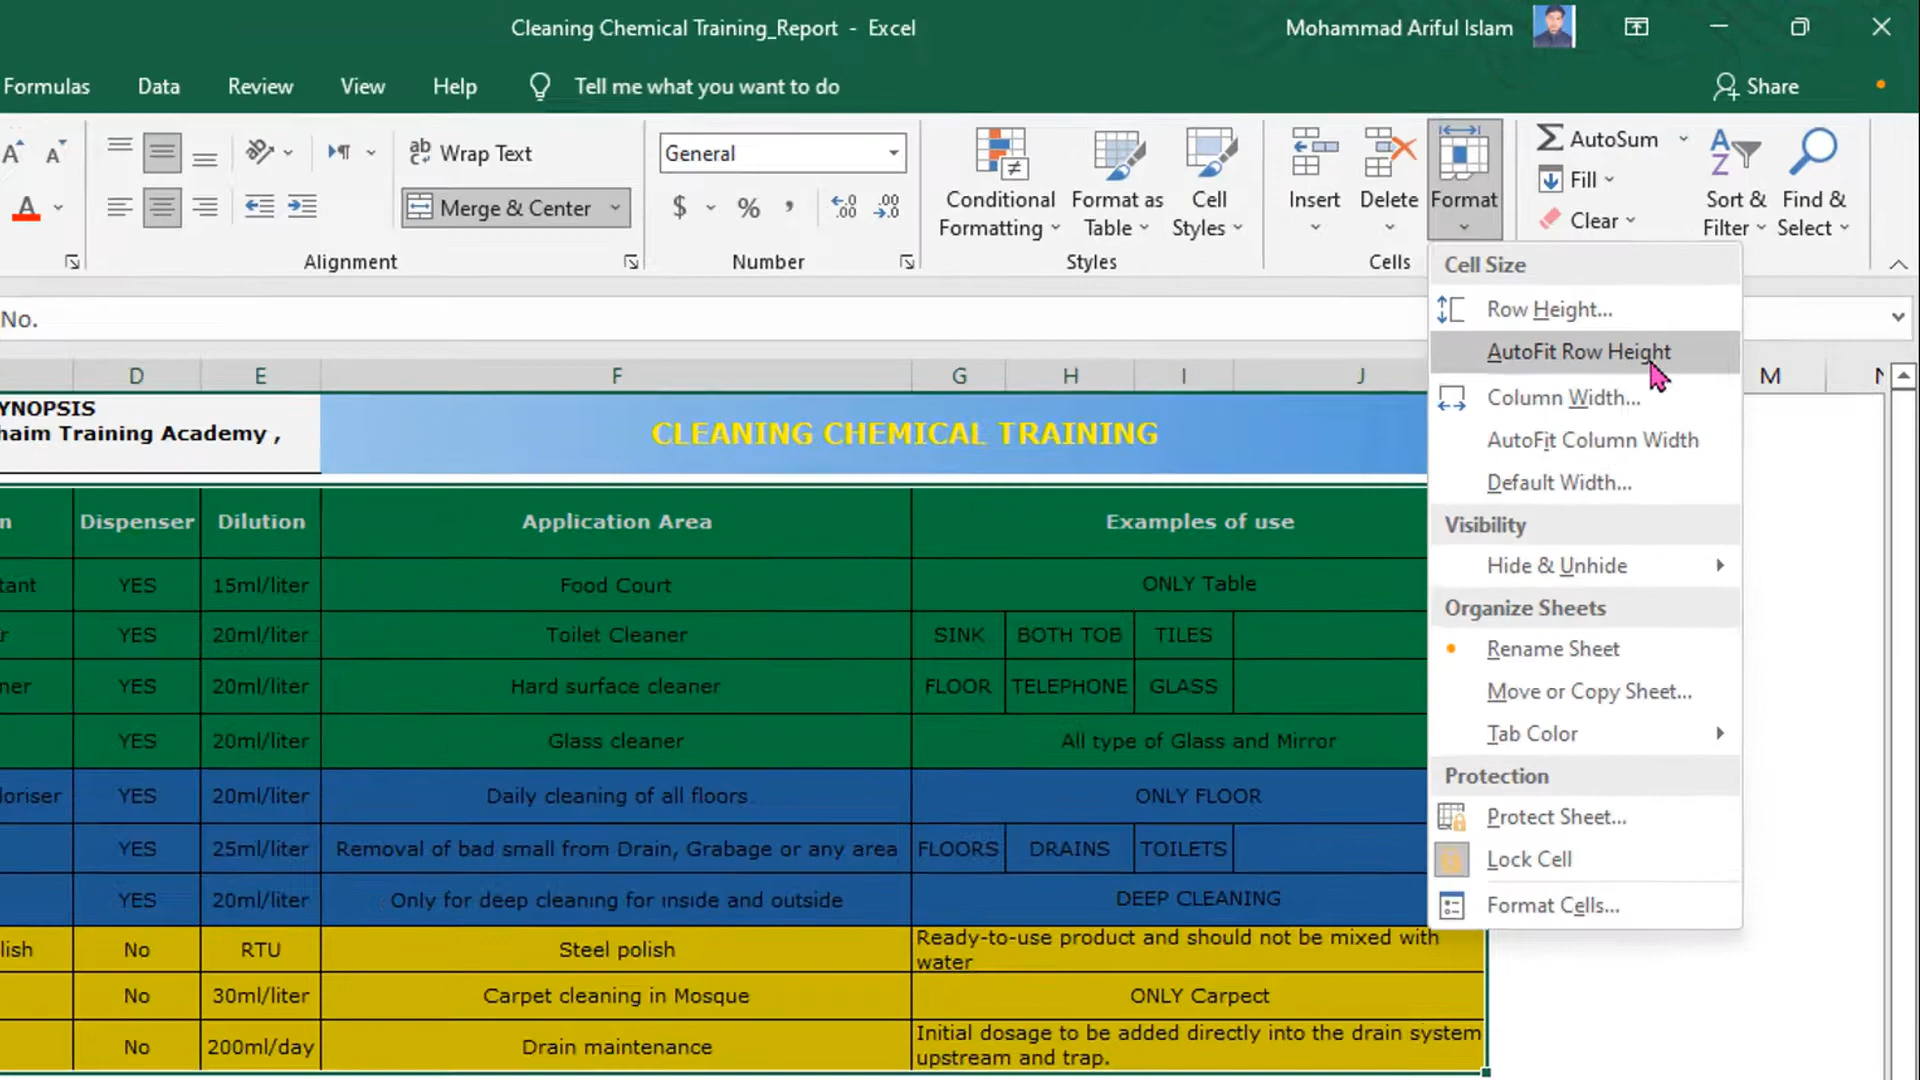 Cleaning Chemical Training_Report - Excel
Mohammad Ariful Islam
Formulas Data Review View Help Tell me what you want to do Share
Wrap Text
Merge & Center
Alignment
General
$ % , .00
Number
Conditional Formatting
Format as Table
Cell Styles
Styles
Insert
Delete
Format
Cells
AutoSum
Fill
Clear
Sort & Filter
Find & Select
Cell Size
Row Height...
AutoFit Row Height
Column Width...
AutoFit Column Width
Default Width...
Visibility
Hide & Unhide
Organize Sheets
Rename Sheet
Move or Copy Sheet...
Tab Color
Protection
Protect Sheet...
Lock Cell
Format Cells...
No.
D E F G H I J M
YNOPSIS
haim Training Academy ,
CLEANING CHEMICAL TRAINING
n Dispenser Dilution Application Area Examples of use
tant YES 15ml/liter Food Court ONLY Table
r YES 20ml/liter Toilet Cleaner SINK BOTH TOB TILES
ner YES 20ml/liter Hard surface cleaner FLOOR TELEPHONE GLASS
YES 20ml/liter Glass cleaner All type of Glass and Mirror
loriser YES 20ml/liter Daily cleaning of all floors ONLY FLOOR
YES 25ml/liter Removal of bad small from Drain, Grabage or any area FLOORS DRAINS TOILETS
YES 20ml/liter Only for deep cleaning for inside and outside DEEP CLEANING
lish No RTU Steel polish Ready-to-use product and should not be mixed with
water
No 30ml/liter Carpet cleaning in Mosque ONLY Carpect
No 200ml/day Drain maintenance Initial dosage to be added directly into the drain system
upstream and trap.